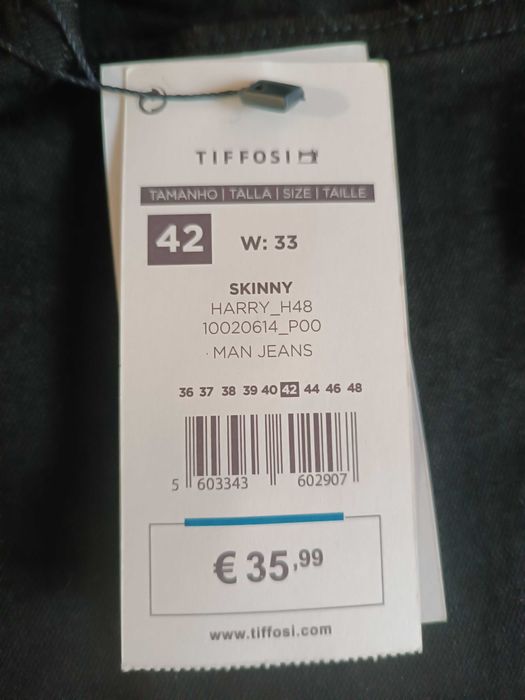 TIFFOSI
TAMANHO | TALLA | SIZE | TAILLE
42 W: 33
SKINNY
HARRY_H48
10020614_P00
· MAN JEANS
36 37 38 39 40 42 44 46 48
5 603343 602907
€ 35,99
www.tiffosi.com